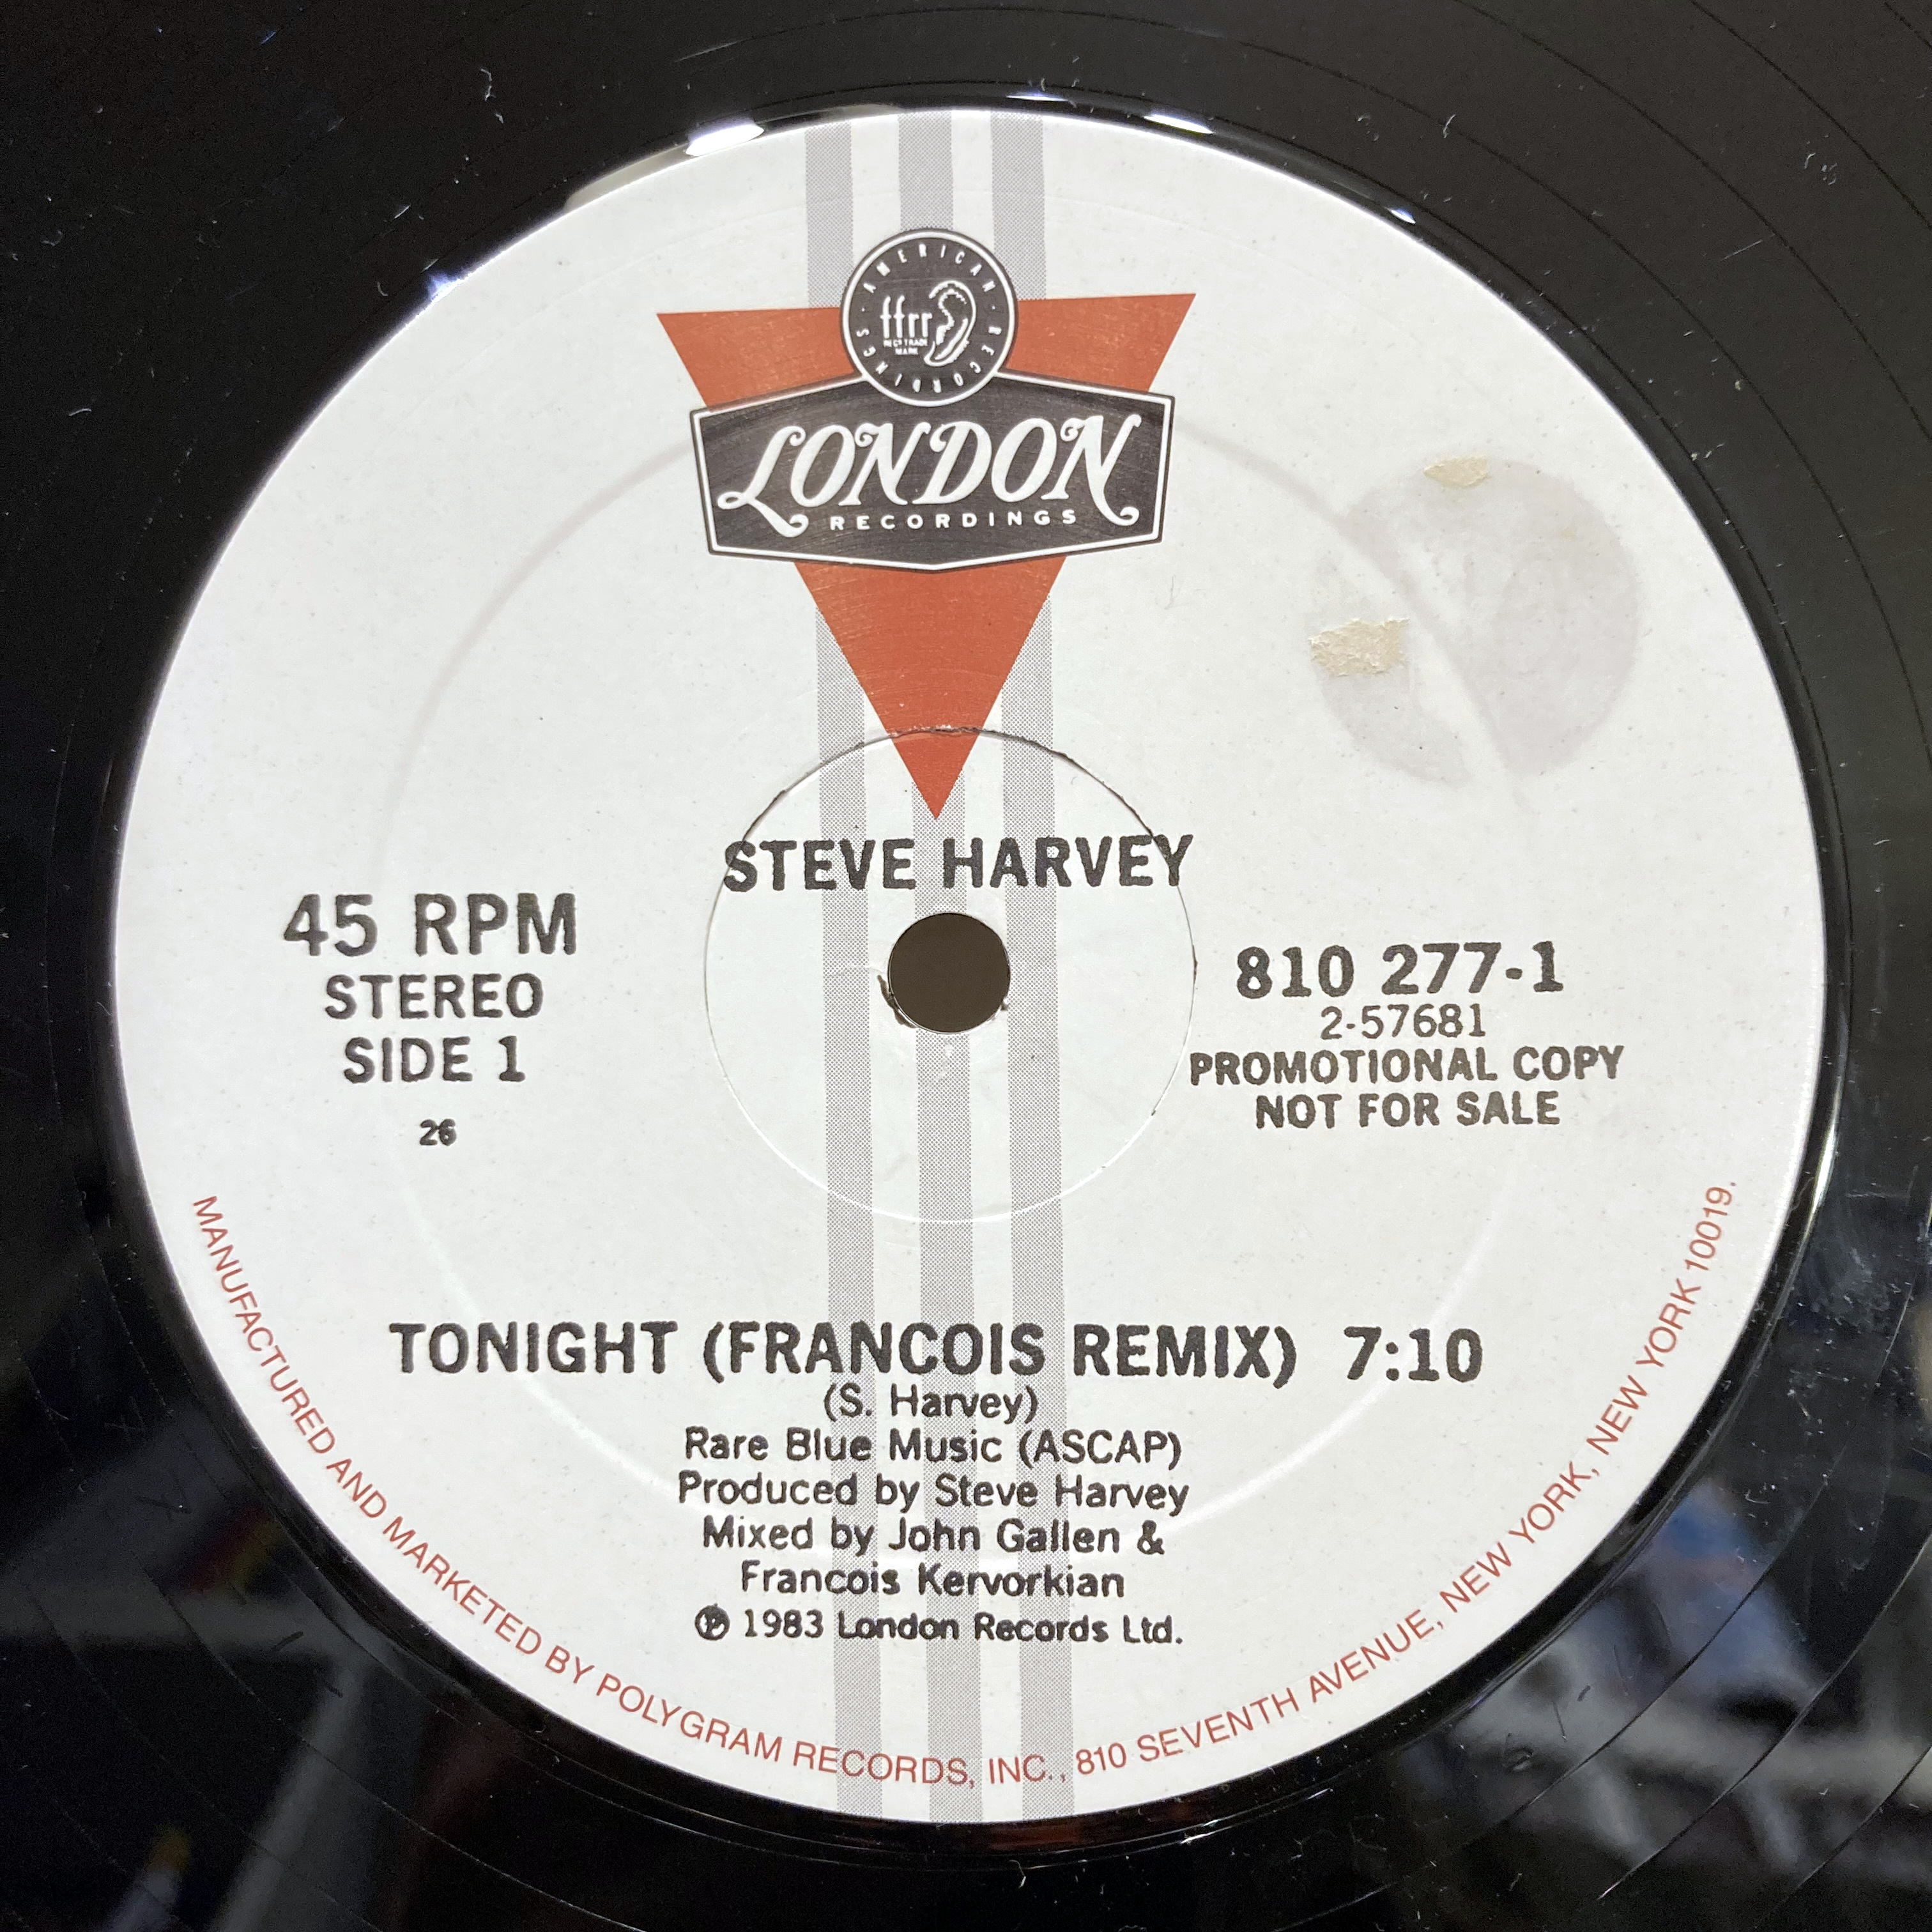 AMERICAN RECORDINGS
ffrr
REG'D TRADE
MARK
LONDON
RECORDINGS
STEVE HARVEY
45 RPM
STEREO
SIDE 1
26
810 277-1
2-57681
PROMOTIONAL COPY
NOT FOR SALE
TONIGHT (FRANCOIS REMIX) 7:10
(S. Harvey)
Rare Blue Music (ASCAP)
Produced by Steve Harvey
Mixed by John Gallen &
Francois Kervorkian
℗ 1983 London Records Ltd.
MANUFACTURED AND MARKETED BY POLYGRAM RECORDS, INC., 810 SEVENTH AVENUE, NEW YORK, NEW YORK 10019.